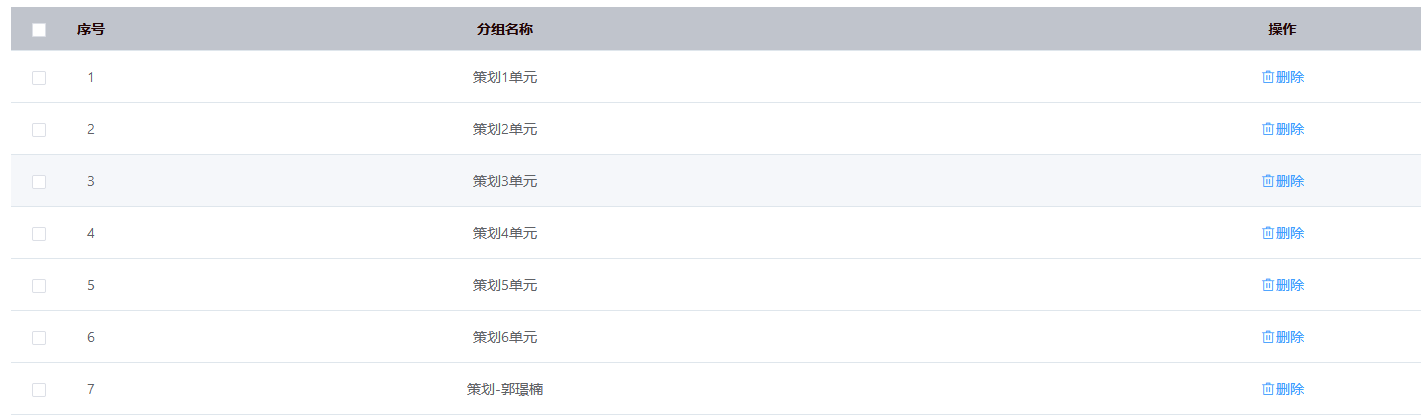 序号 分组名称 操作
1 策划1单元 删除
2 策划2单元 删除
3 策划3单元 删除
4 策划4单元 删除
5 策划5单元 删除
6 策划6单元 删除
7 策划-郭璟楠 删除